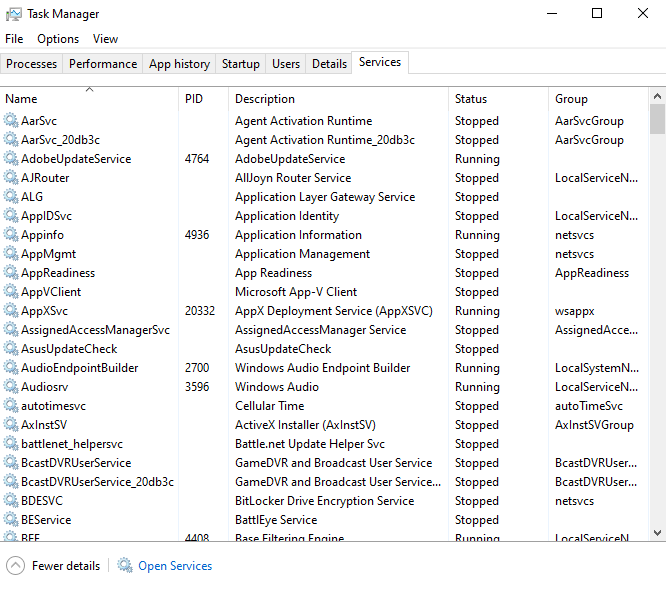 Task Manager
File Options View
Processes Performance App history Startup Users Details Services
Name PID Description Status Group
AarSvc Agent Activation Runtime Stopped AarSvcGroup
AarSvc_20db3c Agent Activation Runtime_20db3c Stopped AarSvcGroup
AdobeUpdateService 4764 AdobeUpdateService Running
AJRouter AllJoyn Router Service Stopped LocalServiceN...
ALG Application Layer Gateway Service Stopped
AppIDSvc Application Identity Stopped LocalServiceN...
Appinfo 4936 Application Information Running netsvcs
AppMgmt Application Management Stopped netsvcs
AppReadiness App Readiness Stopped AppReadiness
AppVClient Microsoft App-V Client Stopped
AppXSvc 20332 AppX Deployment Service (AppXSVC) Running wsappx
AssignedAccessManagerSvc AssignedAccessManager Service Stopped AssignedAcce...
AsusUpdateCheck AsusUpdateCheck Stopped
AudioEndpointBuilder 2700 Windows Audio Endpoint Builder Running LocalSystemN...
Audiosrv 3596 Windows Audio Running LocalServiceN...
autotimesvc Cellular Time Stopped autoTimeSvc
AxInstSV ActiveX Installer (AxInstSV) Stopped AxInstSVGroup
battlenet_helpersvc Battle.net Update Helper Svc Stopped
BcastDVRUserService GameDVR and Broadcast User Service Stopped BcastDVRUser...
BcastDVRUserService_20db3c GameDVR and Broadcast User Service... Stopped BcastDVRUser...
BDESVC BitLocker Drive Encryption Service Stopped netsvcs
BEService BattlEye Service Stopped
BFE 4408 Base Filtering Engine Running LocalServiceN...
Fewer details Open Services